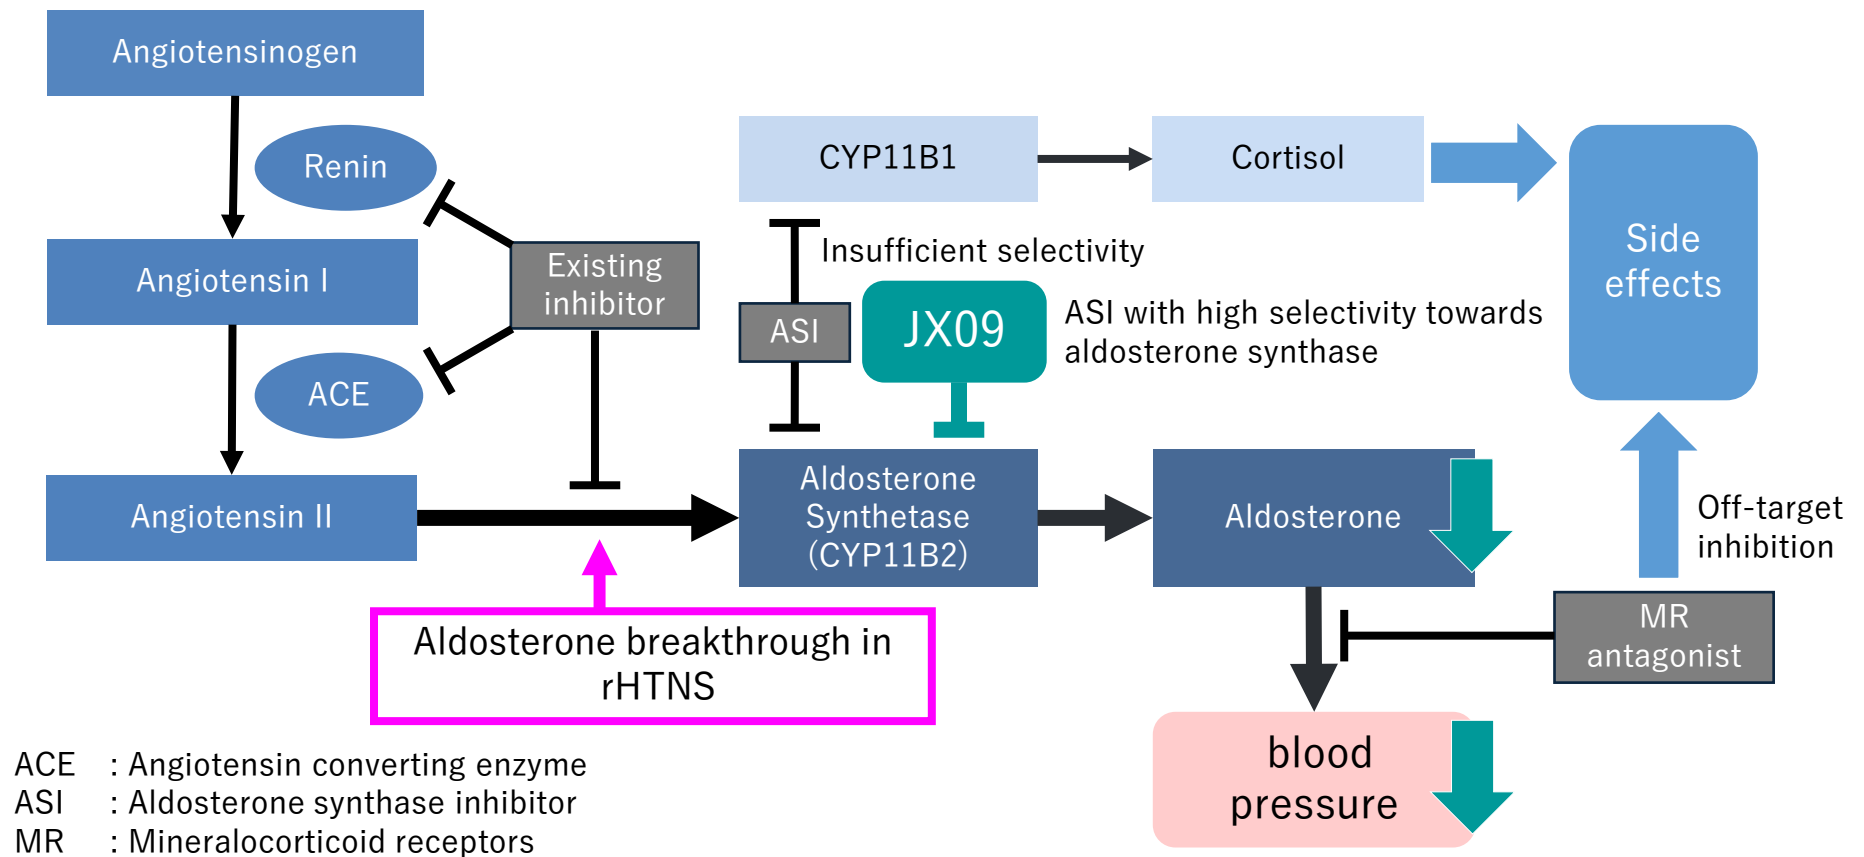 Angiotensinogen
Renin
Angiotensin I
ACE
Angiotensin II
Existing
inhibitor
CYP11B1
Cortisol
Side
effects
Insufficient selectivity
ASI
JX09
ASI with high selectivity towards
aldosterone synthase
Aldosterone
Synthetase
(CYP11B2)
Aldosterone
Off-target
inhibition
MR
antagonist
Aldosterone breakthrough in
rHTNS
blood
pressure
ACE : Angiotensin converting enzyme
ASI : Aldosterone synthase inhibitor
MR : Mineralocorticoid receptors